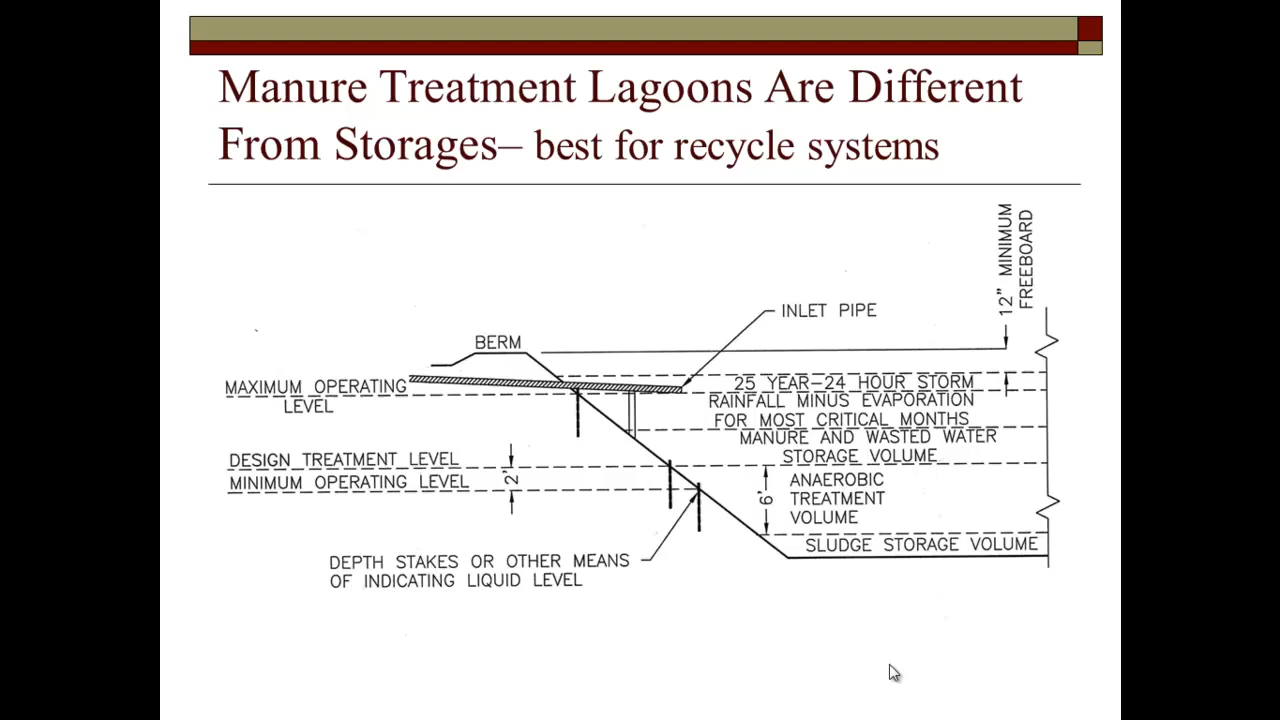 Manure Treatment Lagoons Are Different
From Storages– best for recycle systems
12” MINIMUM
FREEBOARD
INLET PIPE
BERM
MAXIMUM OPERATING
LEVEL
25 YEAR–24 HOUR STORM
RAINFALL MINUS EVAPORATION
FOR MOST CRITICAL MONTHS
MANURE AND WASTED WATER
STORAGE VOLUME
DESIGN TREATMENT LEVEL
MINIMUM OPERATING LEVEL
2'
6'
ANAEROBIC
TREATMENT
VOLUME
SLUDGE STORAGE VOLUME
DEPTH STAKES OR OTHER MEANS
OF INDICATING LIQUID LEVEL